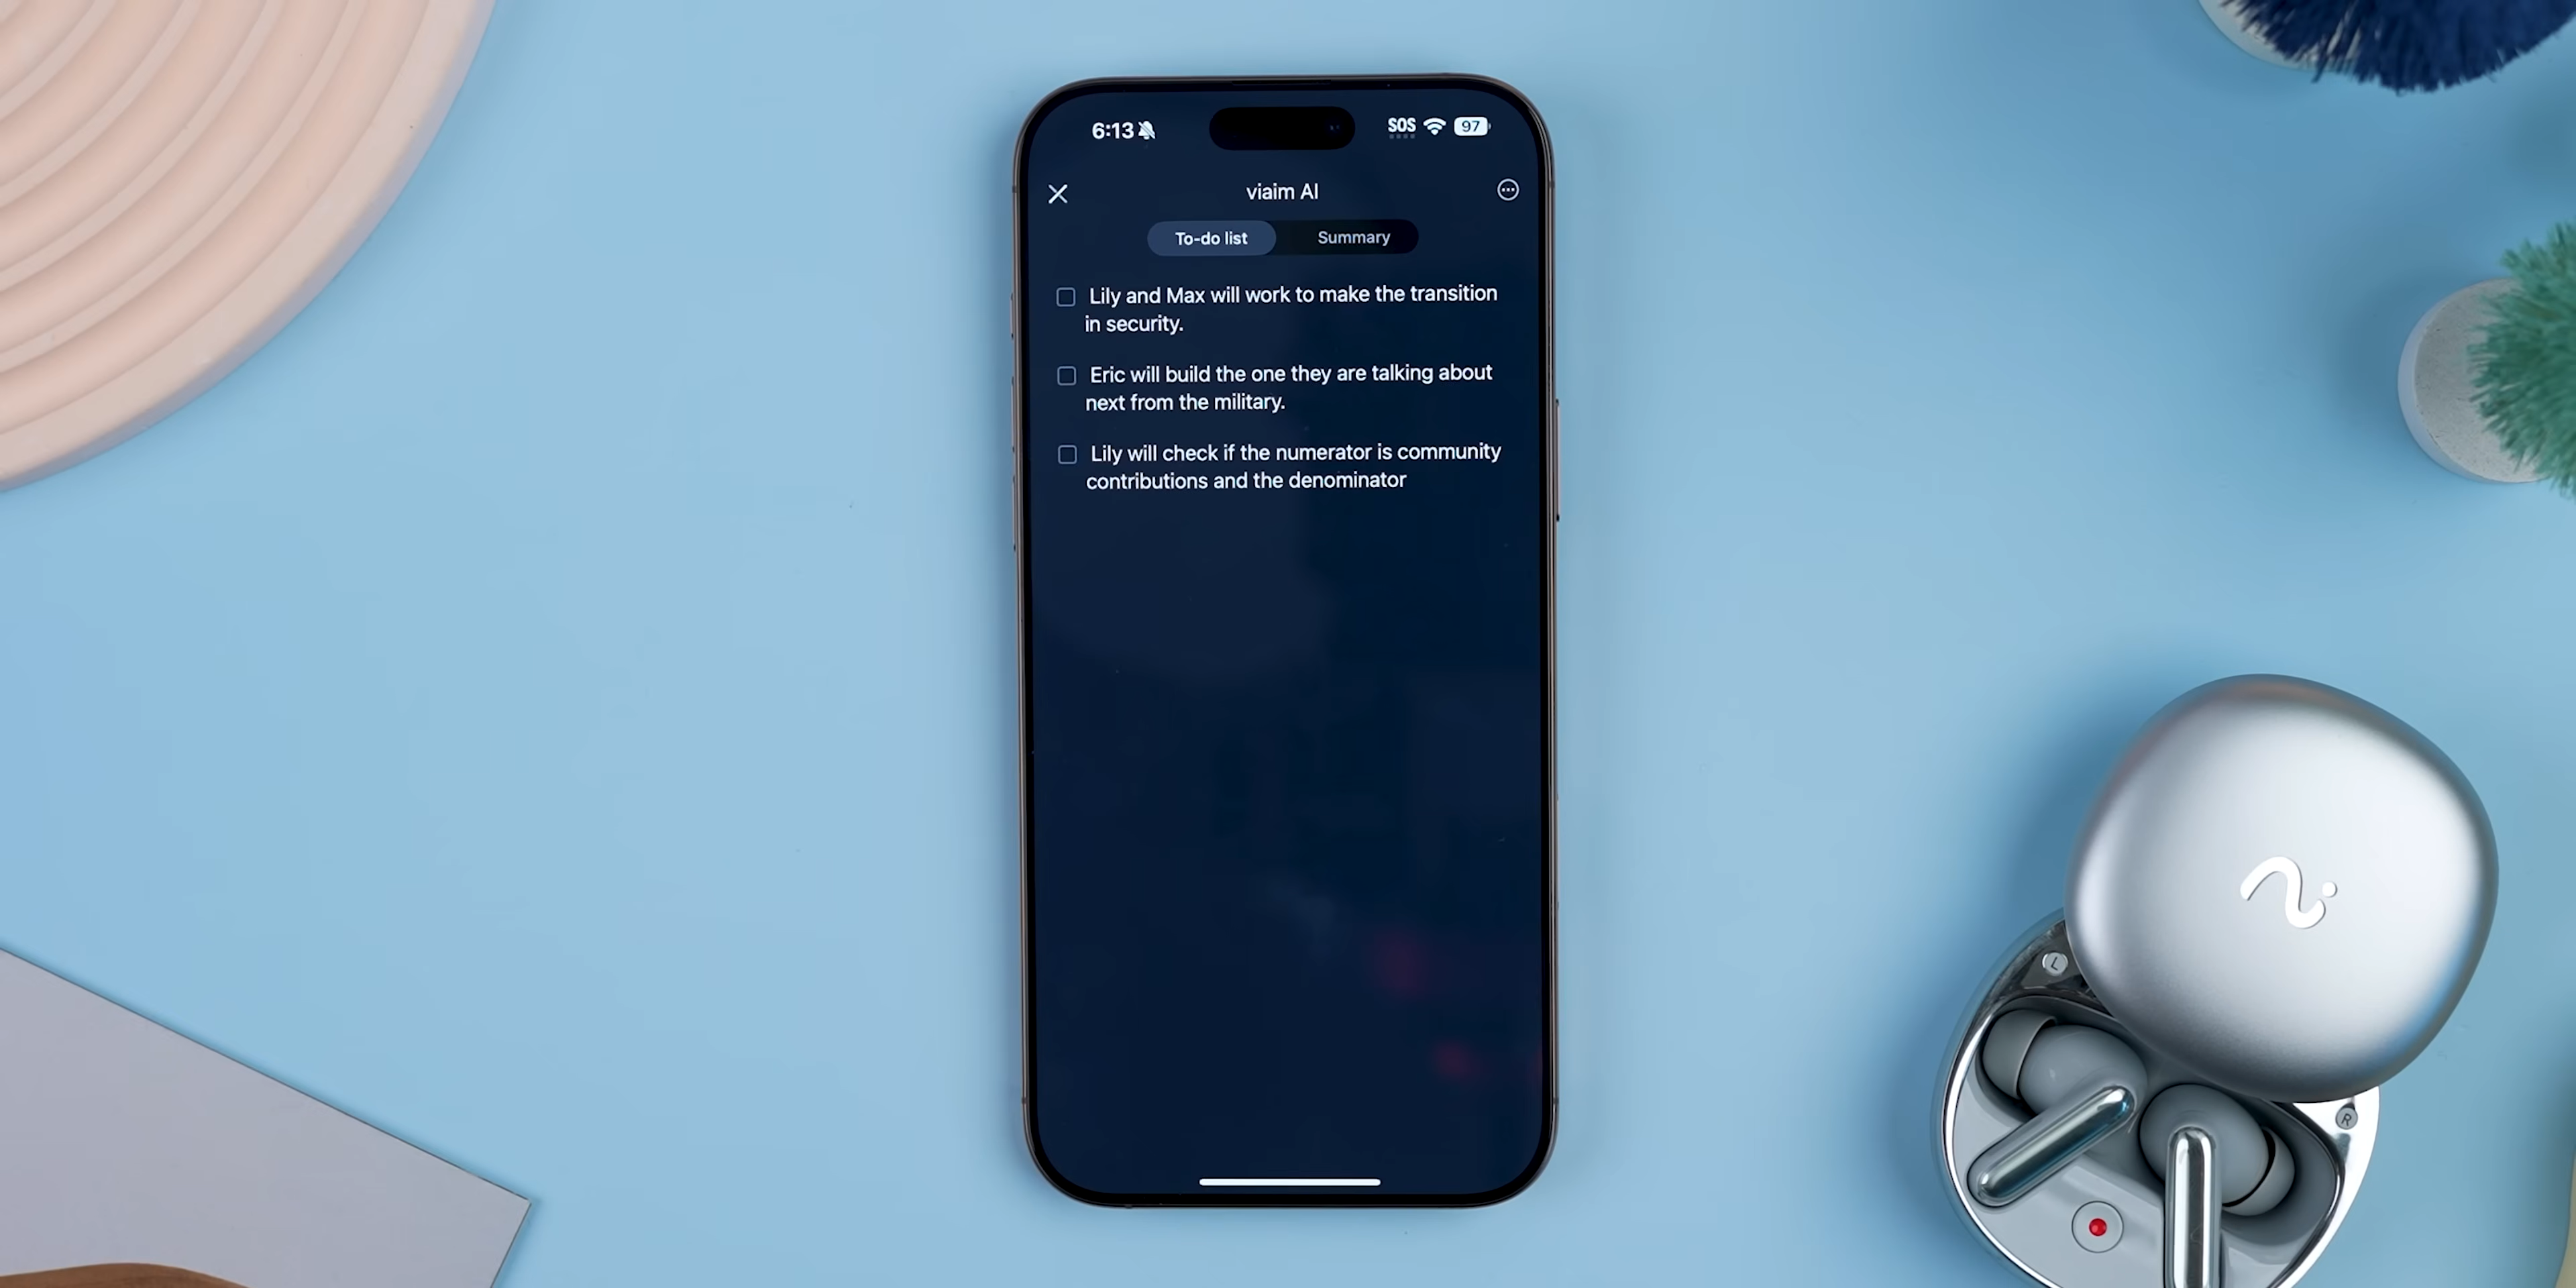 6:13
SOS
97
viaim AI
To-do list
Summary
Lily and Max will work to make the transition
in security.
Eric will build the one they are talking about
next from the military.
Lily will check if the numerator is community
contributions and the denominator
L
R